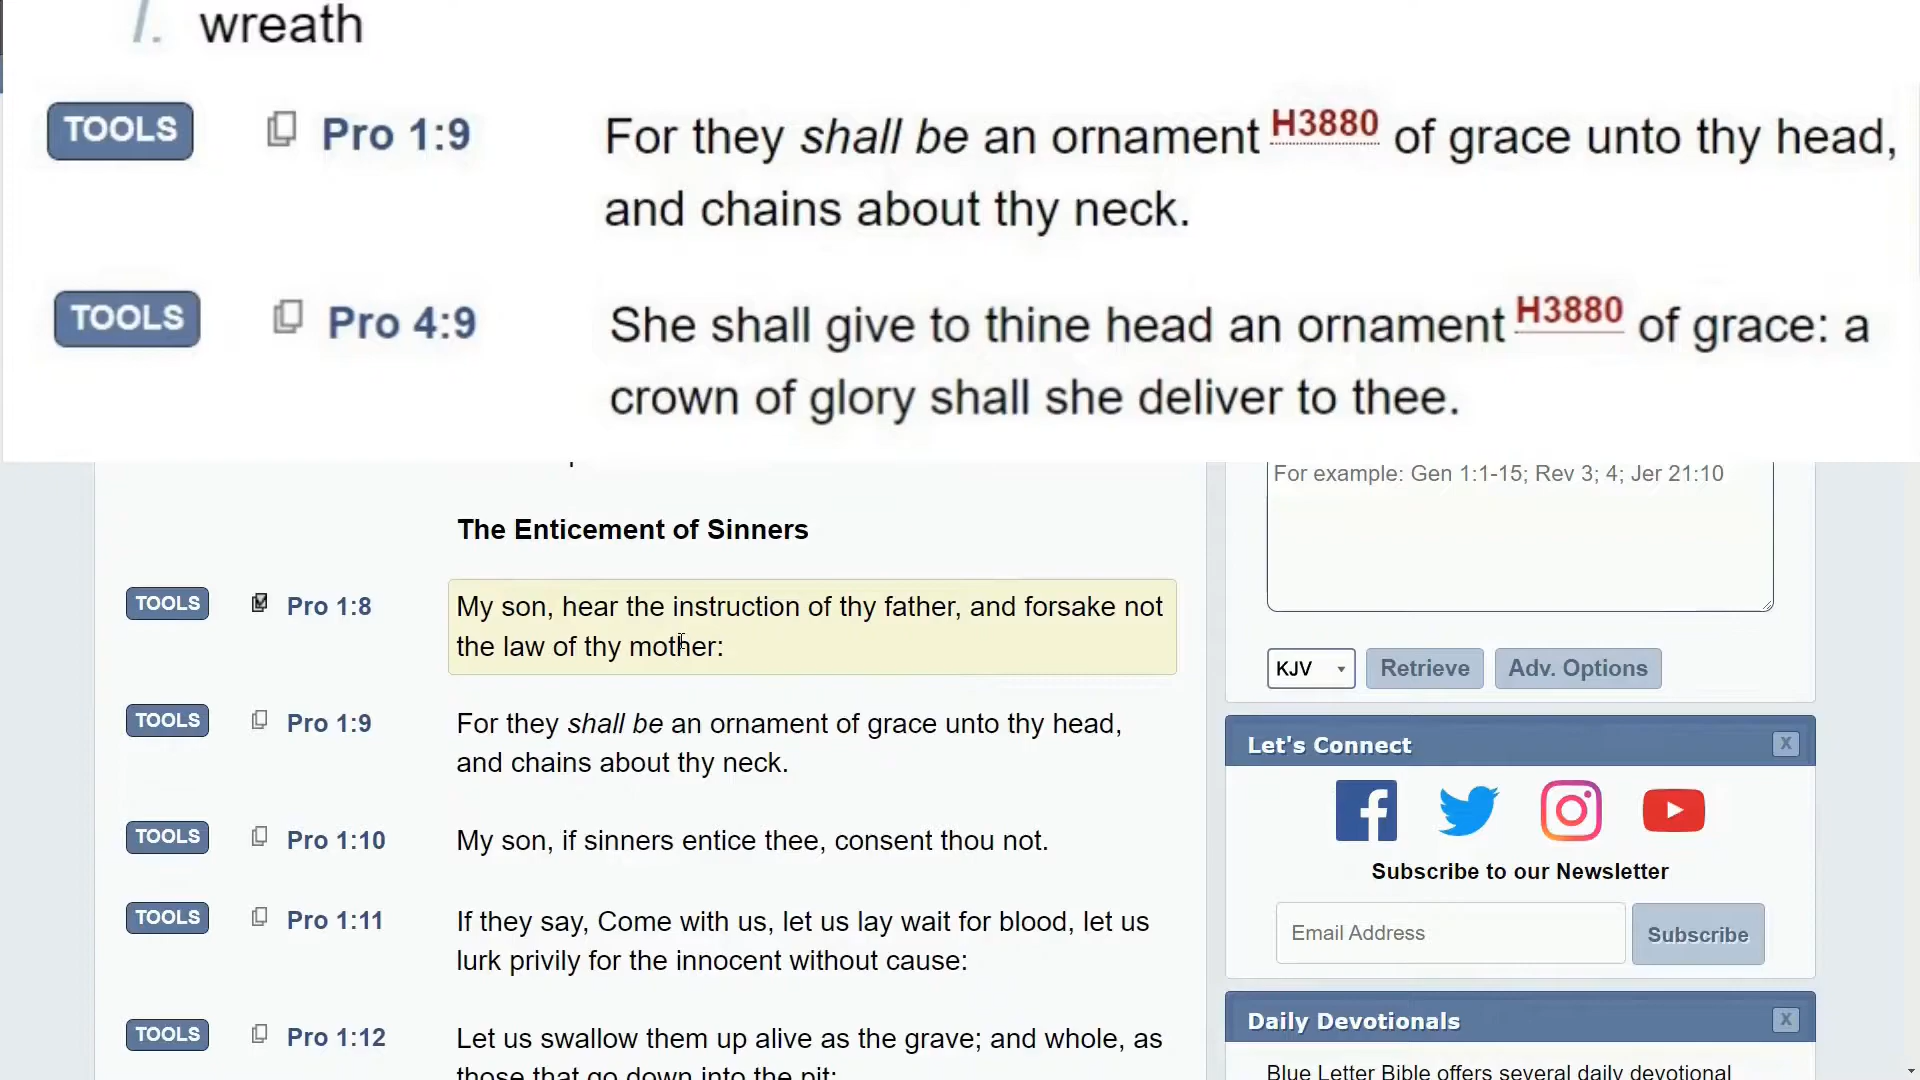 wreath
TOOLS Pro 1:9 For they shall be an ornament H3880 of grace unto thy head,
and chains about thy neck.
TOOLS Pro 4:9 She shall give to thine head an ornament H3880 of grace: a
crown of glory shall she deliver to thee.
For example: Gen 1:1-15; Rev 3; 4; Jer 21:10
The Enticement of Sinners
TOOLS Pro 1:8 My son, hear the instruction of thy father, and forsake not
the law of thy mother:
KJV Retrieve Adv. Options
TOOLS Pro 1:9 For they shall be an ornament of grace unto thy head,
and chains about thy neck.
Let's Connect X
TOOLS Pro 1:10 My son, if sinners entice thee, consent thou not.
Subscribe to our Newsletter
TOOLS Pro 1:11 If they say, Come with us, let us lay wait for blood, let us
lurk privily for the innocent without cause:
Email Address Subscribe
Daily Devotionals X
TOOLS Pro 1:12 Let us swallow them up alive as the grave; and whole, as
those that go down into the pit:
Blue Letter Bible offers several daily devotional